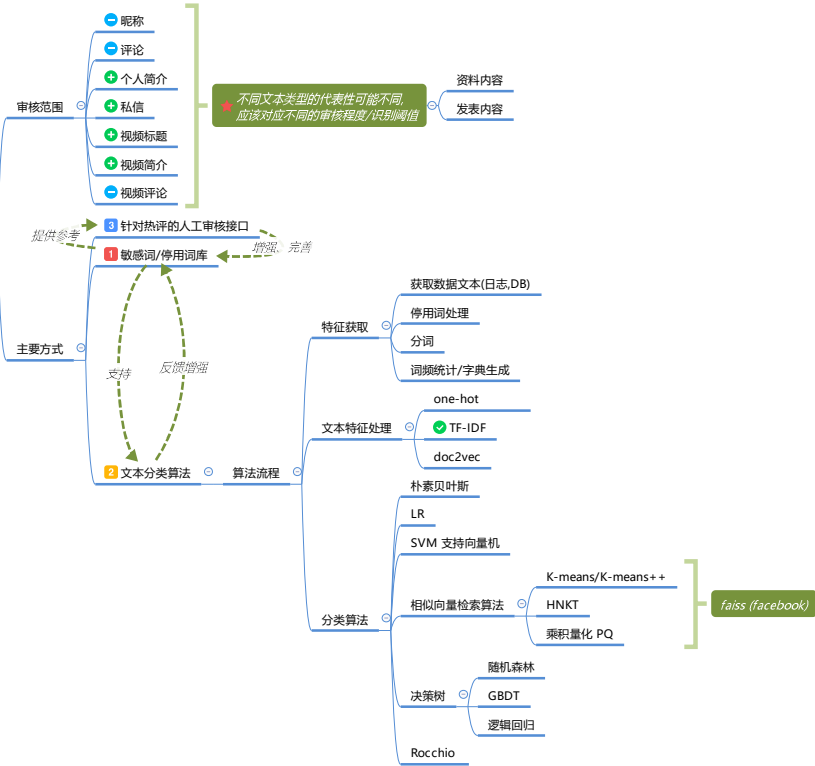 审核范围
昵称
评论
个人简介
私信
视频标题
视频简介
视频评论
不同文本类型的代表性可能不同,
应该对应不同的审核程度/识别阈值
资料内容
发表内容
主要方式
3 针对热评的人工审核接口
提供参考
增强、完善
1 敏感词/停用词库
支持
反馈增强
2 文本分类算法
算法流程
特征获取
获取数据文本(日志,DB)
停用词处理
分词
词频统计/字典生成
文本特征处理
one-hot
TF-IDF
doc2vec
分类算法
朴素贝叶斯
LR
SVM 支持向量机
相似向量检索算法
K-means/K-means++
HNKT
乘积量化 PQ
faiss (facebook)
决策树
随机森林
GBDT
逻辑回归
Rocchio